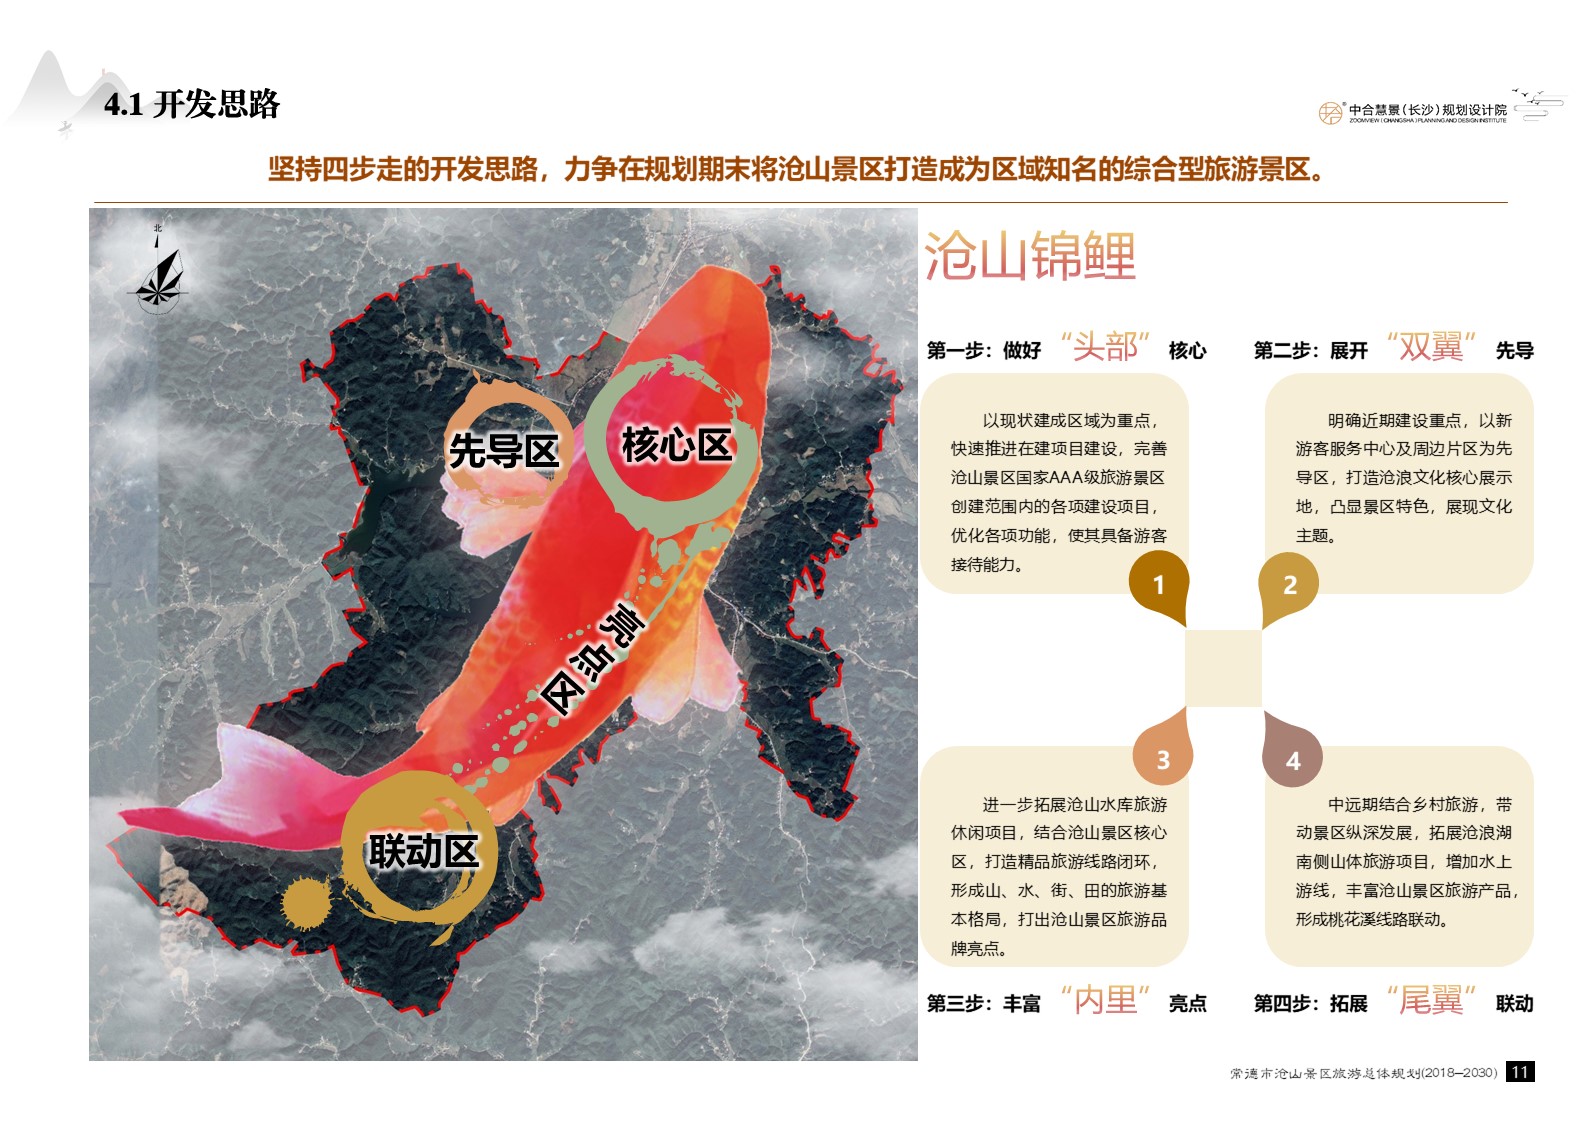 4.1 开发思路
中合慧景（长沙）规划设计院
ZOOMVIEW（CHANGSHA）PLANNING AND DESIGN INSTITUTE
坚持四步走的开发思路，力争在规划期末将沧山景区打造成为区域知名的综合型旅游景区。
北
先导区
核心区
亮点区
联动区
沧山锦鲤
第一步：做好 “头部” 核心
以现状建成区域为重点，
快速推进在建项目建设，完善
沧山景区国家AAA级旅游景区
创建范围内的各项建设项目，
优化各项功能，使其具备游客
接待能力。
1
第二步：展开 “双翼” 先导
明确近期建设重点，以新
游客服务中心及周边片区为先
导区，打造沧浪文化核心展示
地，凸显景区特色，展现文化
主题。
2
3
进一步拓展沧山水库旅游
休闲项目，结合沧山景区核心
区，打造精品旅游线路闭环，
形成山、水、街、田的旅游基
本格局，打出沧山景区旅游品
牌亮点。
第三步：丰富 “内里” 亮点
4
中远期结合乡村旅游，带
动景区纵深发展，拓展沧浪湖
南侧山体旅游项目，增加水上
游线，丰富沧山景区旅游产品，
形成桃花溪线路联动。
第四步：拓展 “尾翼” 联动
常德市沧山景区旅游总体规划(2018—2030) 11